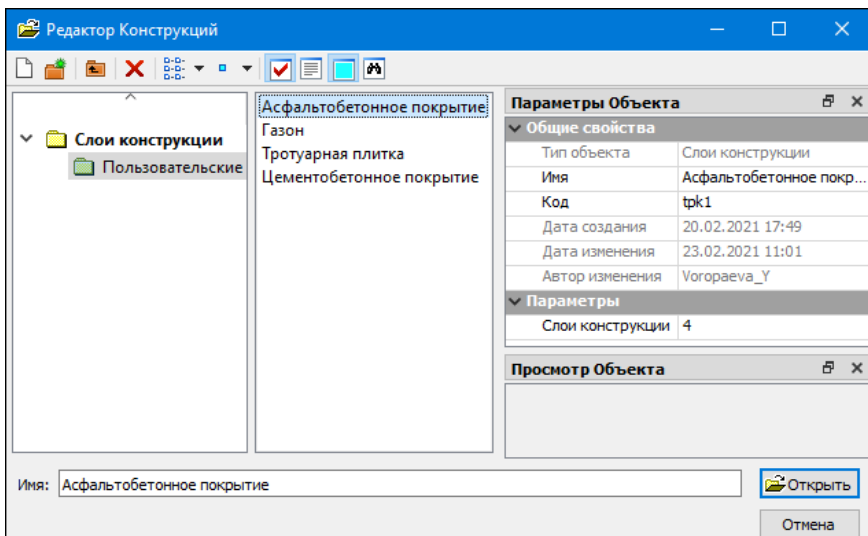 Редактор Конструкций
Слои конструкции
Пользовательские
Асфальтобетонное покрытие
Газон
Тротуарная плитка
Цементобетонное покрытие
Параметры Объекта
Общие свойства
Тип объекта Слои конструкции
Имя Асфальтобетонное покр...
Код tpk1
Дата создания 20.02.2021 17:49
Дата изменения 23.02.2021 11:01
Автор изменения Voropaeva_Y
Параметры
Слои конструкции 4
Просмотр Объекта
Имя: Асфальтобетонное покрытие
Открыть
Отмена